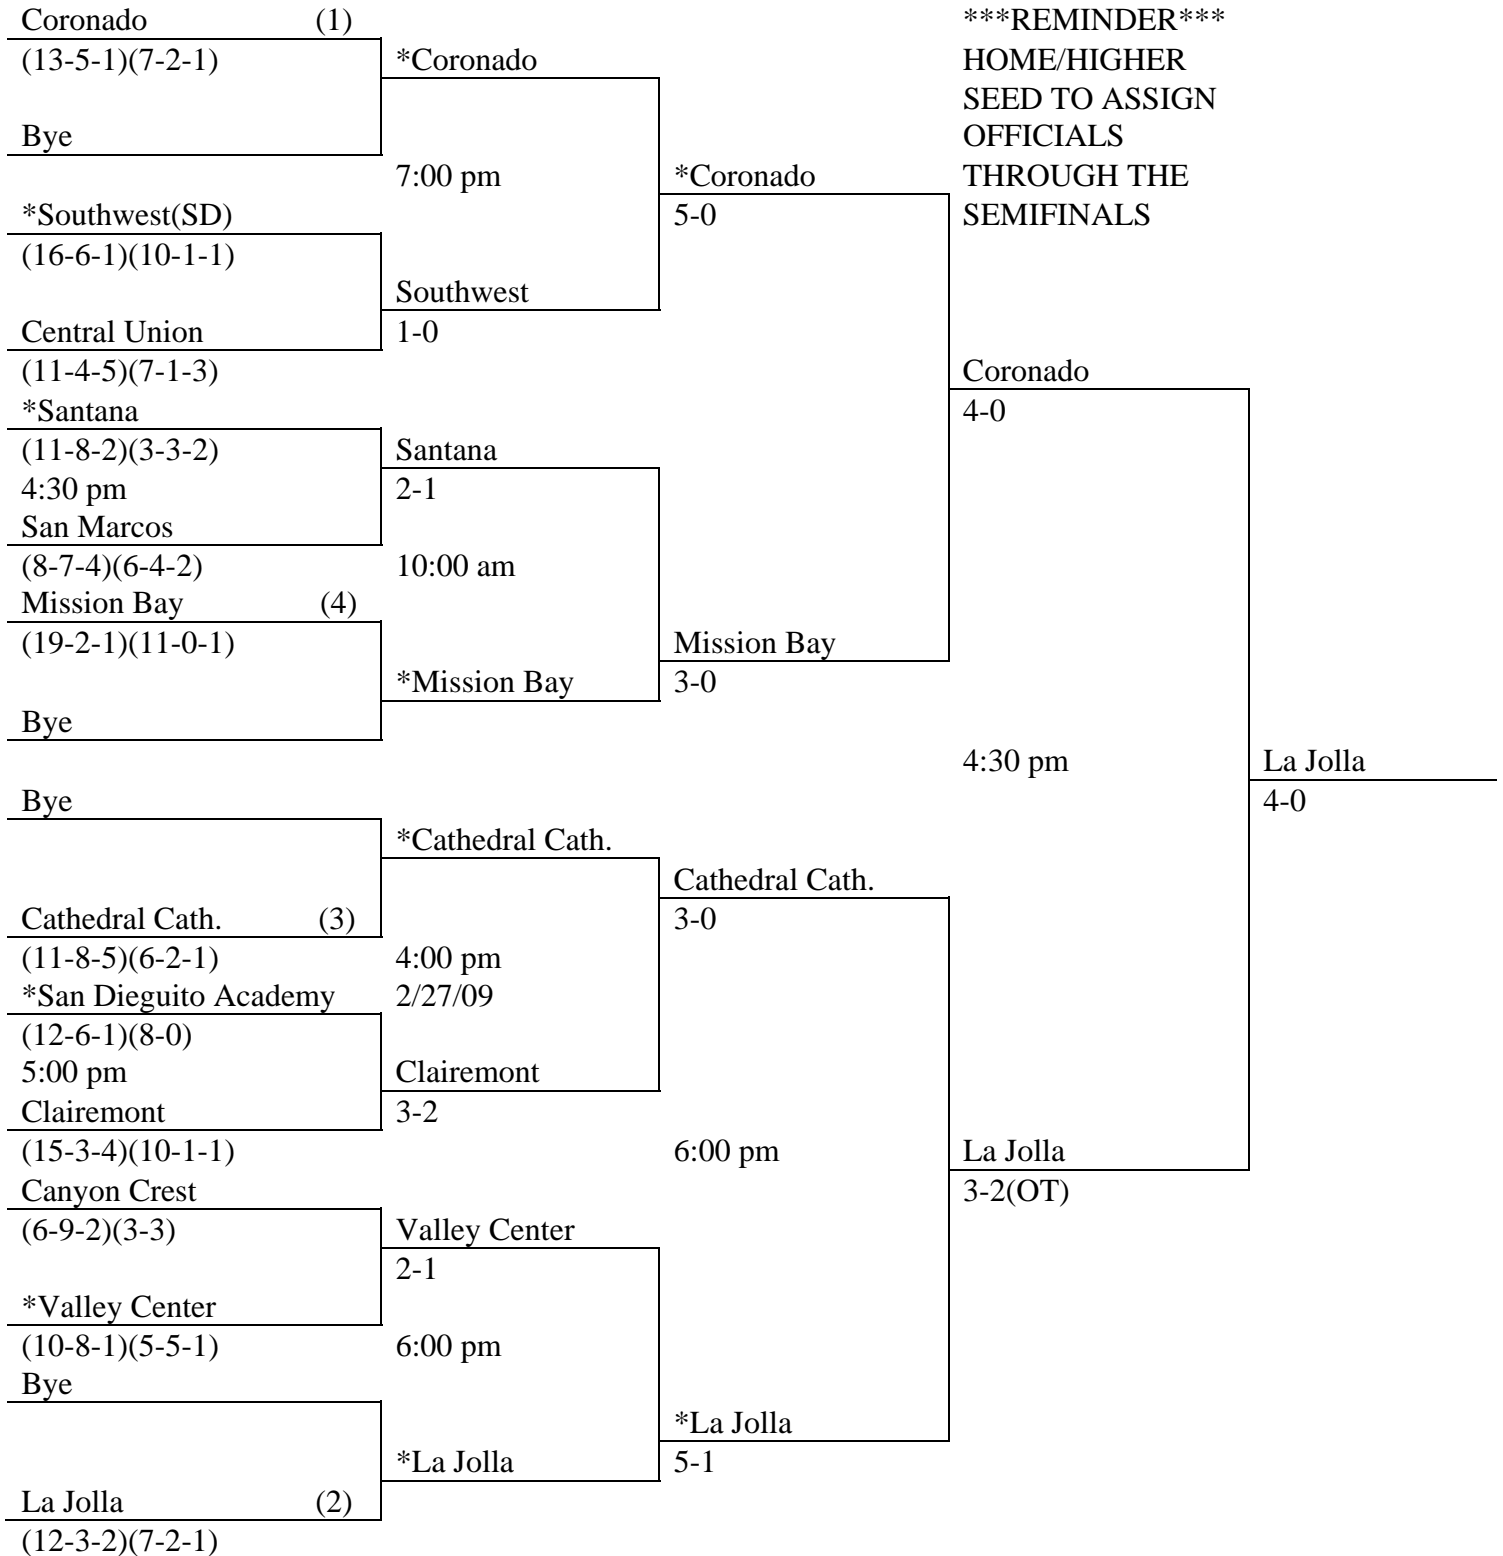 Coronado (1)
(13-5-1)(7-2-1)
Bye
*Southwest(SD)
(16-6-1)(10-1-1)
Central Union
(11-4-5)(7-1-3)
*Santana
(11-8-2)(3-3-2)
4:30 pm
San Marcos
(8-7-4)(6-4-2)
Mission Bay (4)
(19-2-1)(11-0-1)
Bye
Bye
Cathedral Cath. (3)
(11-8-5)(6-2-1)
*San Dieguito Academy
(12-6-1)(8-0)
5:00 pm
Clairemont
(15-3-4)(10-1-1)
Canyon Crest
(6-9-2)(3-3)
*Valley Center
(10-8-1)(5-5-1)
Bye
La Jolla (2)
(12-3-2)(7-2-1)
*Coronado
7:00 pm
Southwest
1-0
Santana
2-1
10:00 am
*Mission Bay
*Cathedral Cath.
4:00 pm
2/27/09
Clairemont
3-2
Valley Center
2-1
6:00 pm
*La Jolla
*Coronado
5-0
Mission Bay
3-0
Cathedral Cath.
3-0
6:00 pm
*La Jolla
5-1
***REMINDER***
HOME/HIGHER
SEED TO ASSIGN
OFFICIALS
THROUGH THE
SEMIFINALS
Coronado
4-0
4:30 pm
La Jolla
3-2(OT)
La Jolla
4-0